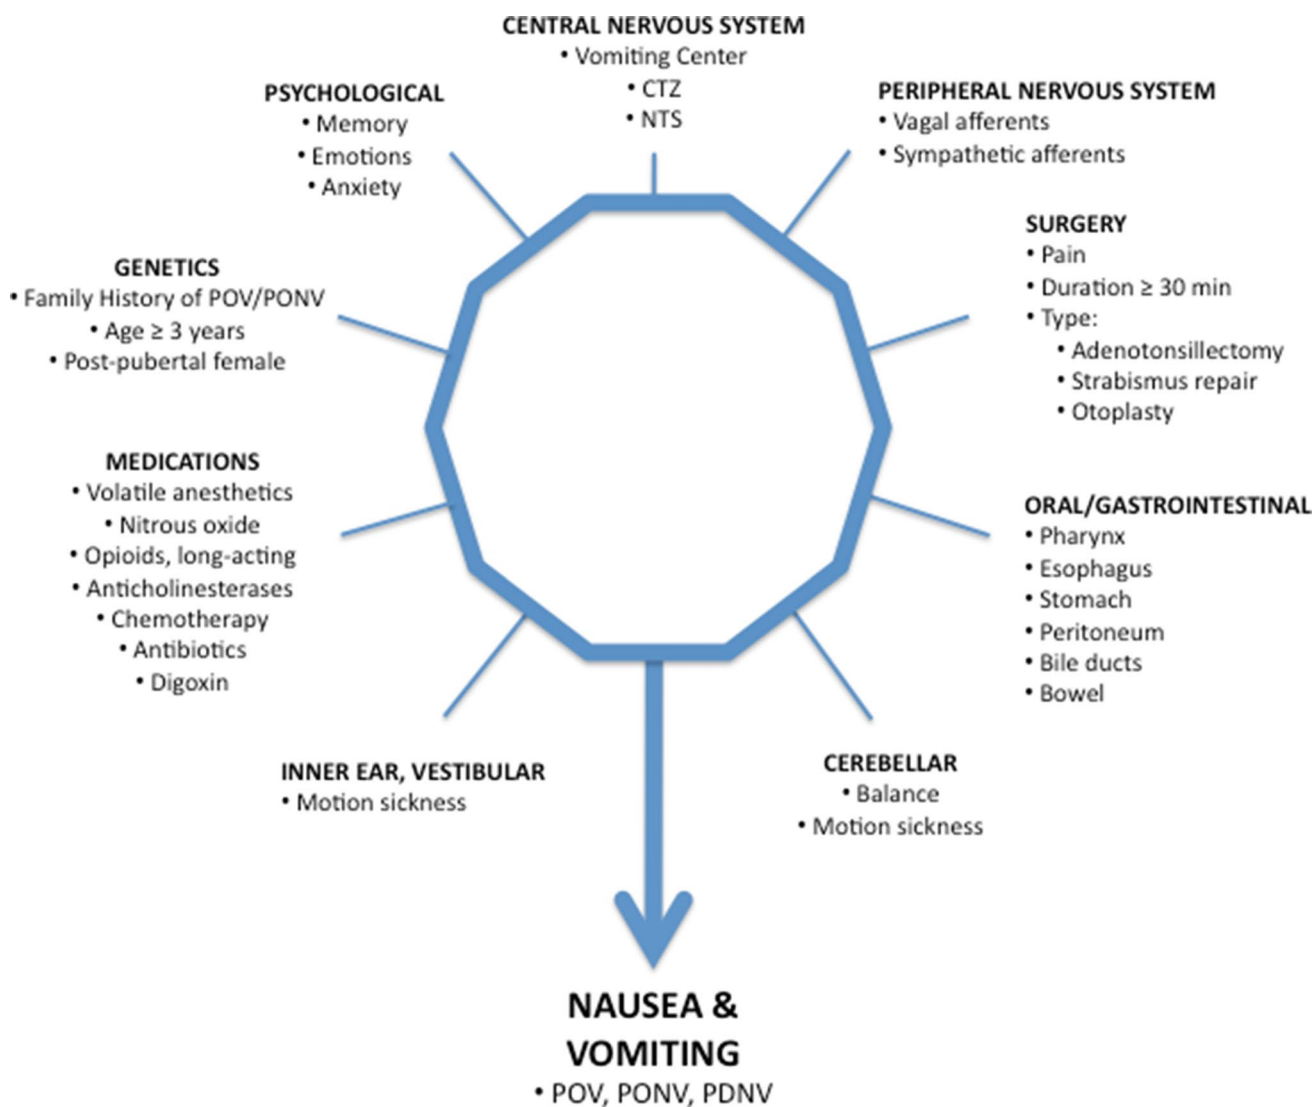 CENTRAL NERVOUS SYSTEM
• Vomiting Center
• CTZ
• NTS
PERIPHERAL NERVOUS SYSTEM
• Vagal afferents
• Sympathetic afferents
SURGERY
• Pain
• Duration ≥ 30 min
• Type:
• Adenotonsillectomy
• Strabismus repair
• Otoplasty
ORAL/GASTROINTESTINAL
• Pharynx
• Esophagus
• Stomach
• Peritoneum
• Bile ducts
• Bowel
CEREBELLAR
• Balance
• Motion sickness
NAUSEA &
VOMITING
• POV, PONV, PDNV
INNER EAR, VESTIBULAR
• Motion sickness
MEDICATIONS
• Volatile anesthetics
• Nitrous oxide
• Opioids, long-acting
• Anticholinesterases
• Chemotherapy
• Antibiotics
• Digoxin
GENETICS
• Family History of POV/PONV
• Age ≥ 3 years
• Post-pubertal female
PSYCHOLOGICAL
• Memory
• Emotions
• Anxiety